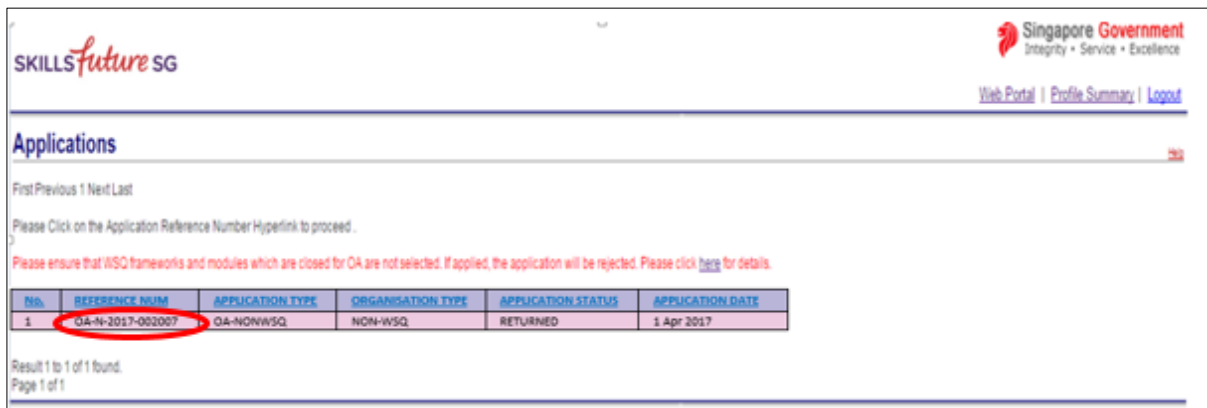 SKILLSfuture SG
Singapore Government
Integrity • Service • Excellence
Web Portal | Profile Summary | Logout
Applications
Help
First Previous 1 Next Last
Please Click on the Application Reference Number Hyperlink to proceed .
Please ensure that WSQ frameworks and modules which are closed for OA are not selected. If applied, the application will be rejected. Please click here for details.
No. REFERENCE NUM APPLICATION TYPE ORGANISATION TYPE APPLICATION STATUS APPLICATION DATE
1 OA-N-2017-002007 OA-NONWSQ NON-WSQ RETURNED 1 Apr 2017
Result 1 to 1 of 1 found.
Page 1 of 1